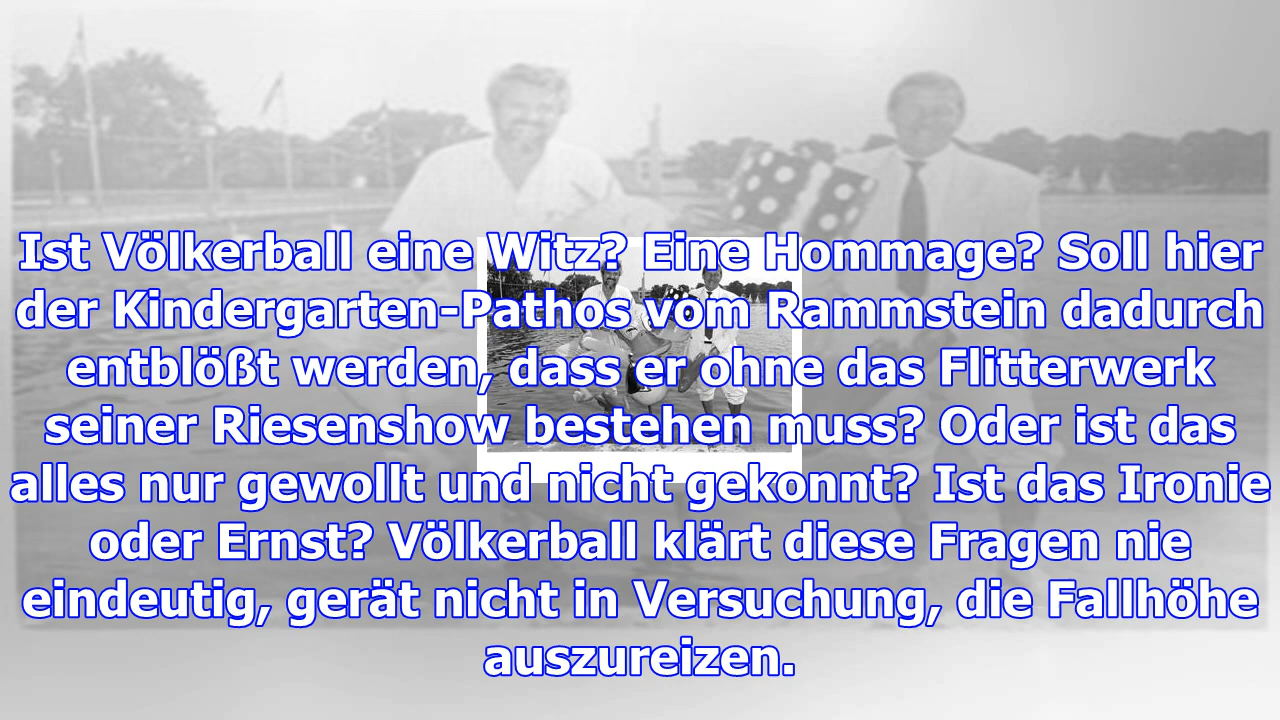 Ist Völkerball eine Witz? Eine Hommage? Soll hier
der Kindergarten-Pathos vom Rammstein dadurch
entblößt werden, dass er ohne das Flitterwerk
seiner Riesenshow bestehen muss? Oder ist das
alles nur gewollt und nicht gekonnt? Ist das Ironie
oder Ernst? Völkerball klärt diese Fragen nie
eindeutig, gerät nicht in Versuchung, die Fallhöhe
auszureizen.